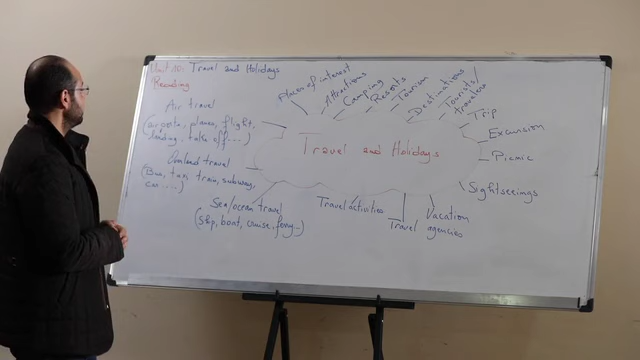 Unit 10: Travel and Holidays
Reading
Air travel
(airports, planes, flights,
landing, take off....)
Overland travel
(Bus, taxi train, subway,
car ....)
Sea/ocean travel
(ship, boat, cruise, ferry...)
Travel and Holidays
Places of interest
Attractions
Camping
Resorts
Tourism
Destinations
Tourists/
travelers
Trip
Excursion
Picnic
Sightseeings
Vacation
Travel agencies
Travel activities